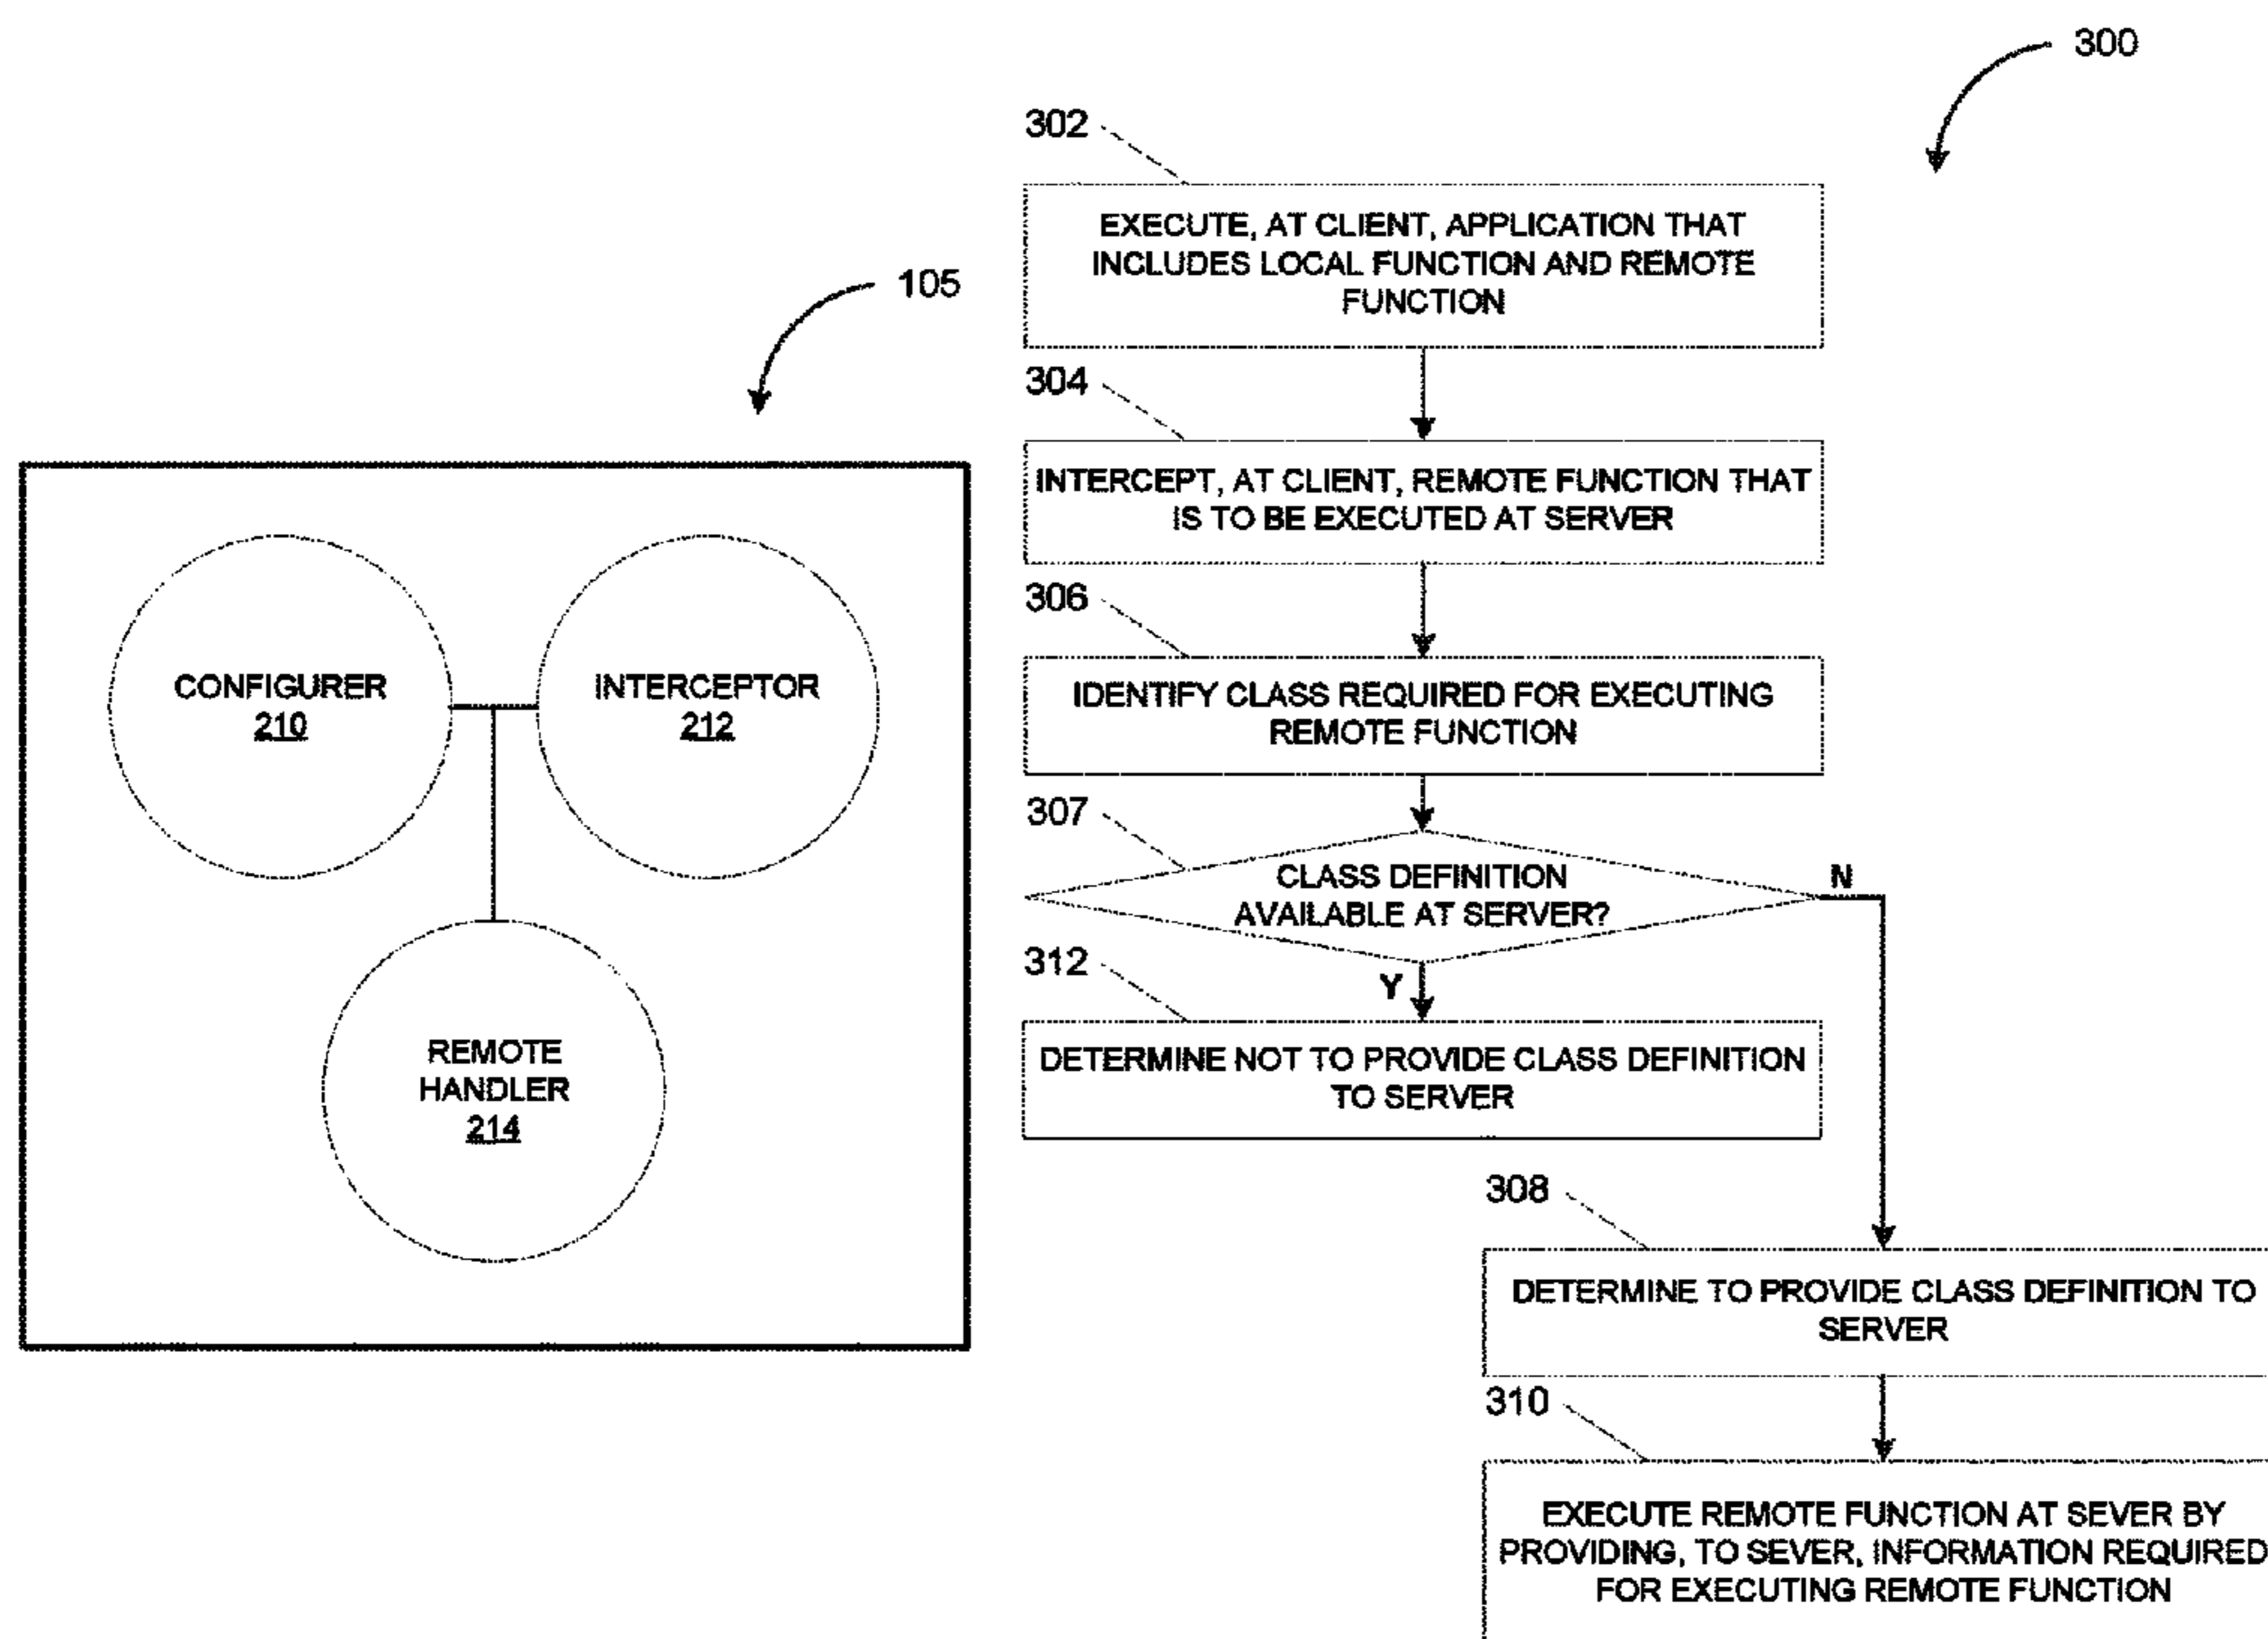 105
CONFIGURER
210
INTERCEPTOR
212
REMOTE
HANDLER
214
300
302
EXECUTE, AT CLIENT, APPLICATION THAT
INCLUDES LOCAL FUNCTION AND REMOTE
FUNCTION
304
INTERCEPT, AT CLIENT, REMOTE FUNCTION THAT
IS TO BE EXECUTED AT SERVER
306
IDENTIFY CLASS REQUIRED FOR EXECUTING
REMOTE FUNCTION
307
CLASS DEFINITION
AVAILABLE AT SERVER?
N
Y
312
DETERMINE NOT TO PROVIDE CLASS DEFINITION
TO SERVER
308
DETERMINE TO PROVIDE CLASS DEFINITION TO
SERVER
310
EXECUTE REMOTE FUNCTION AT SEVER BY
PROVIDING, TO SEVER, INFORMATION REQUIRED
FOR EXECUTING REMOTE FUNCTION